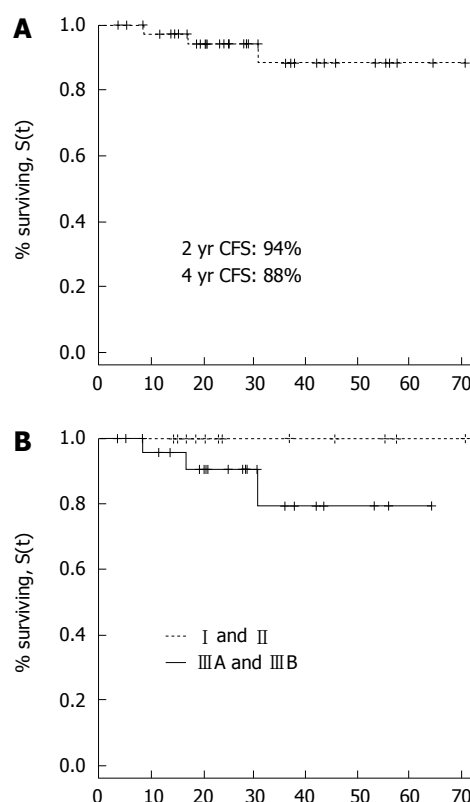 A
% surviving, S(t)
1.0
0.8
0.6
0.4
0.2
0.0
2 yr CFS: 94%
4 yr CFS: 88%
0 10 20 30 40 50 60 70
B
% surviving, S(t)
1.0
0.8
0.6
0.4
0.2
0.0
Ⅰ and Ⅱ
ⅢA and ⅢB
0 10 20 30 40 50 60 70